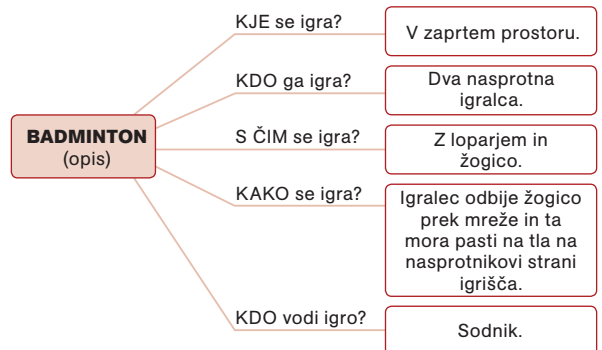 KJE se igra?
V zaprtem prostoru.
KDO ga igra?
Dva nasprotna
igralca.
BADMINTON
(opis)
S ČIM se igra?
Z loparjem in
žogico.
KAKO se igra?
Igralec odbije žogico
prek mreže in ta
mora pasti na tla na
nasprotnikovi strani
igrišča.
KDO vodi igro?
Sodnik.